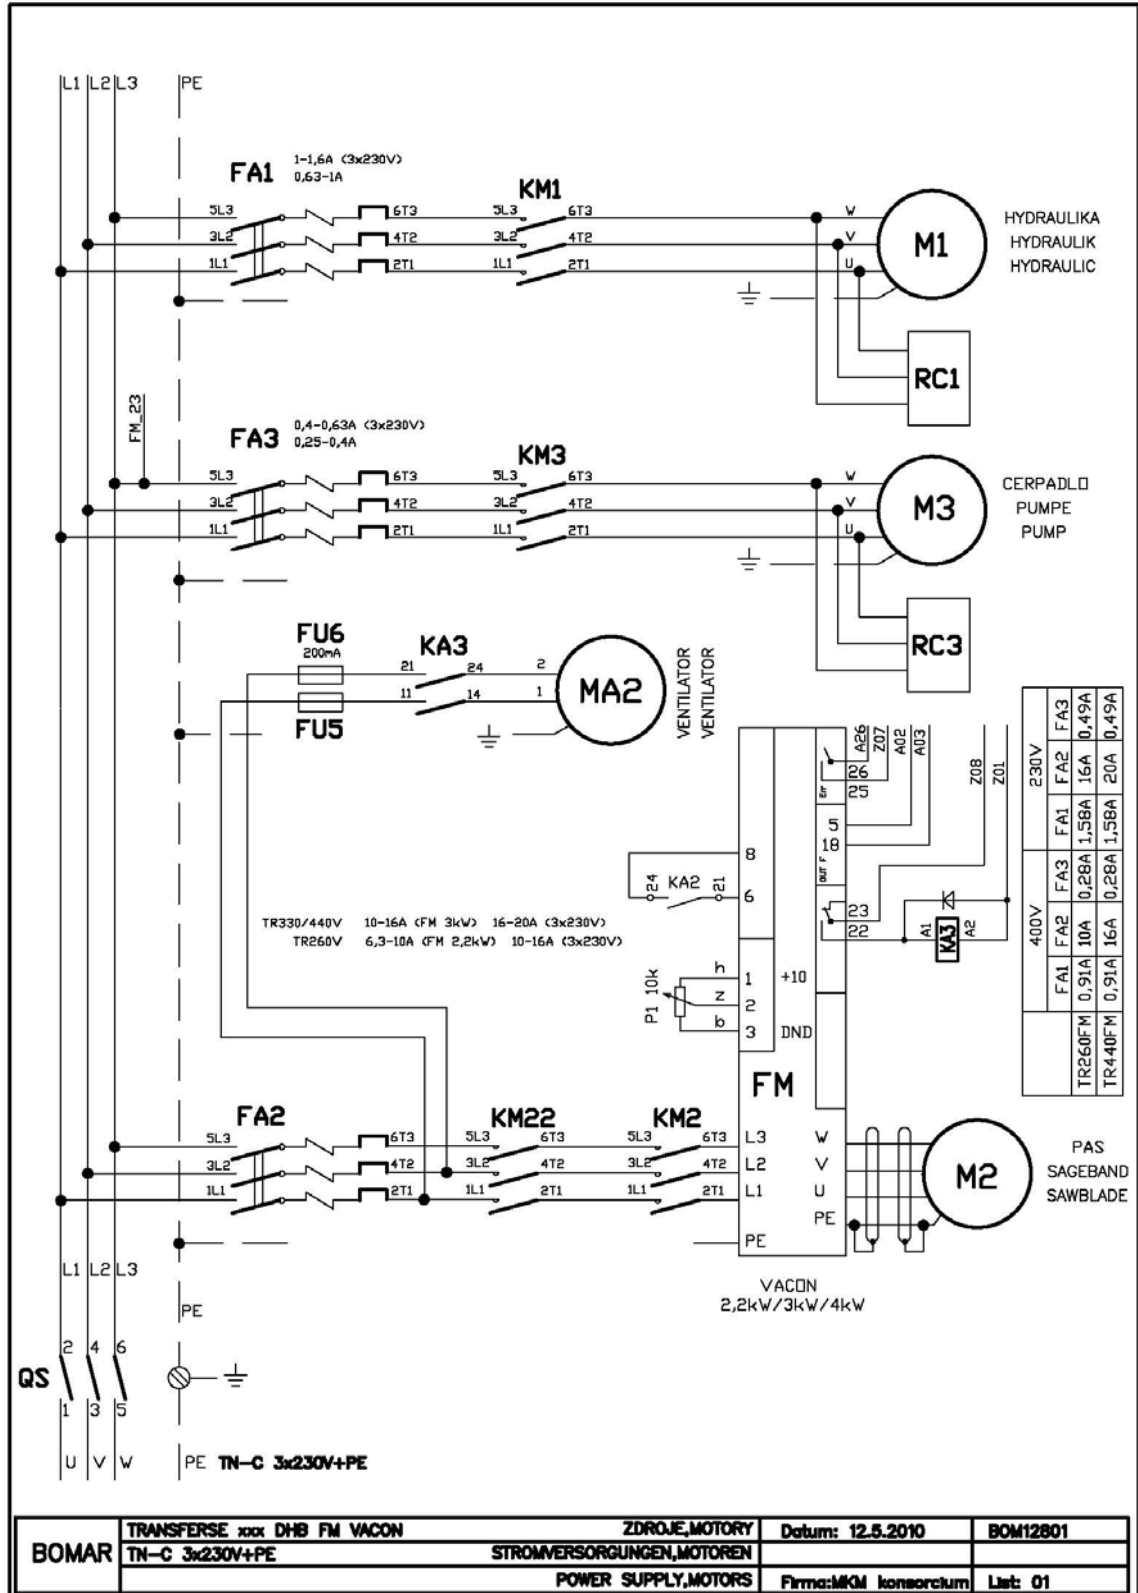 L1 L2 L3 PE
FA1
1-1,6A (3x230V)
0,63-1A
KM1
5L3 6T3 5L3 6T3 W
3L2 4T2 3L2 4T2 V
1L1 2T1 1L1 2T1 U
M1
HYDRAULIKA
HYDRAULIK
HYDRAULIC
RC1
FM_23
FA3
0,4-0,63A (3x230V)
0,25-0,4A
KM3
5L3 6T3 5L3 6T3 W
3L2 4T2 3L2 4T2 V
1L1 2T1 1L1 2T1 U
M3
CERPADLO
PUMPE
PUMP
RC3
FU6
200mA
KA3
21 24 2
11 14 1
FU5
MA2
VENTILATOR
VENTILATOR
A26 Z07 A02 A03
Z08 Z01
Err
26
25
5
18
OUT F
23
22
A1 KA3 A2
8
6
24 KA2 21
TR330/440V 10-16A (FM 3kW) 16-20A (3x230V)
TR260V 6,3-10A (FM 2,2kW) 10-16A (3x230V)
P1 10k
h 1 +10
z 2
b 3 DND
FM
400V 230V
FA1 FA2 FA3 FA1 FA2 FA3
TR260FM 0,91A 10A 0,28A 1,58A 16A 0,49A
TR440FM 0,91A 16A 0,28A 1,58A 20A 0,49A
FA2 KM22 KM2
5L3 6T3 5L3 6T3 5L3 6T3 L3 W
3L2 4T2 3L2 4T2 3L2 4T2 L2 V
1L1 2T1 1L1 2T1 1L1 2T1 L1 U
PE
PE
M2
PAS
SAGEBAND
SAWBLADE
VACON
2,2kW/3kW/4kW
L1 L2 L3
PE
QS
2 4 6
1 3 5
U V W PE TN-C 3x230V+PE
BOMAR
TRANSFERSE xxx DHB FM VACON ZDROJE,MOTORY Datum: 12.5.2010 BOM12801
TN-C 3x230V+PE STROMVERSORGUNGEN,MOTOREN
POWER SUPPLY,MOTORS Firma:MKM konsorcium List: 01